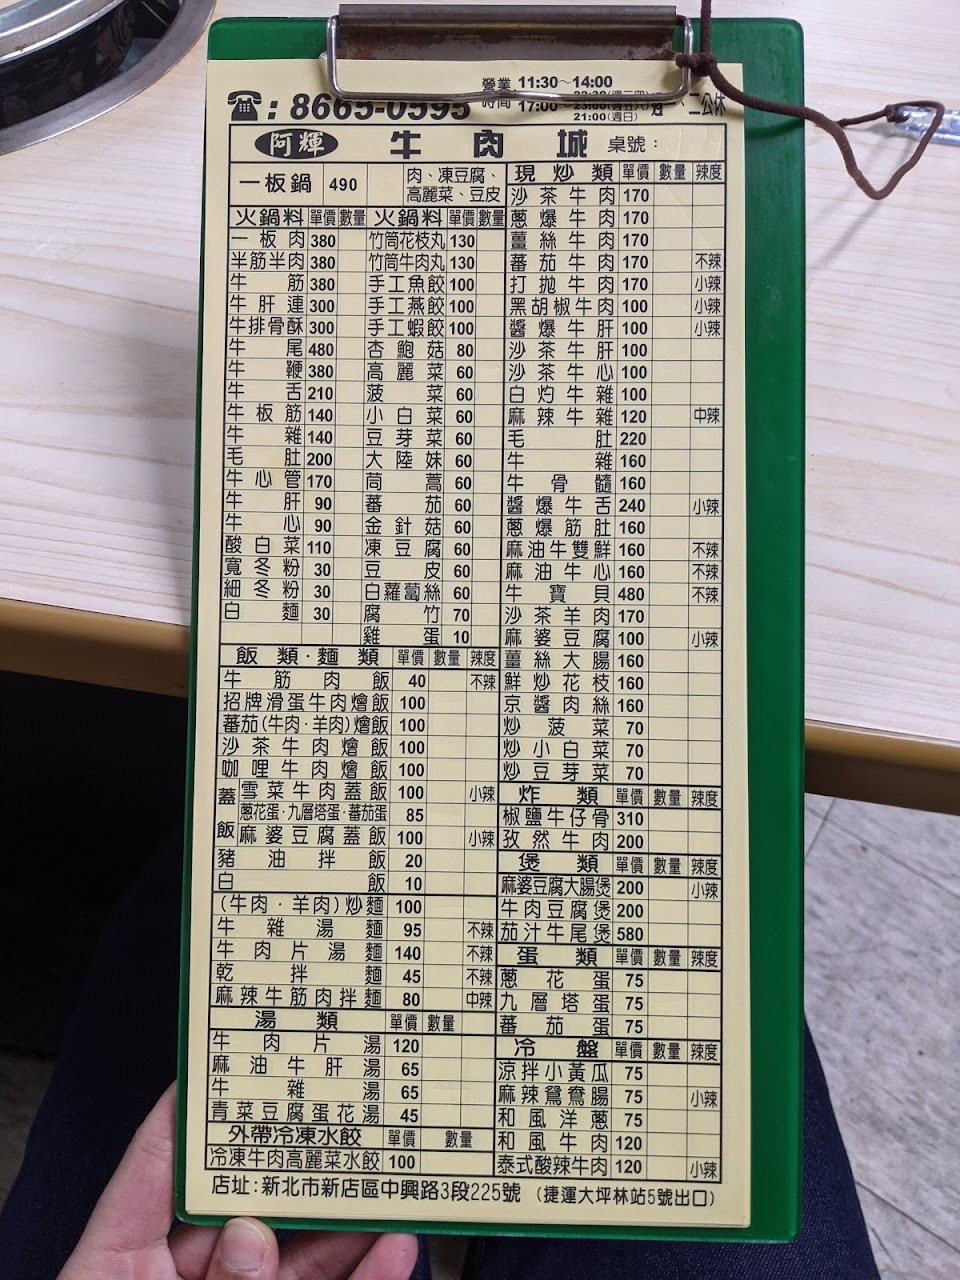 ☎:8665-0595
營業 11:30~14:00
時間 17:00~
23:00(週五六)
21:00(週日)
二公休
阿輝 牛肉城 桌號:
一板鍋 490 肉、凍豆腐、高麗菜、豆皮
火鍋料 單價 數量 火鍋料 單價 數量
一板肉 380 竹筒花枝丸 130
半筋半肉 380 竹筒牛肉丸 130
牛筋 380 手工魚餃 100
牛肝連 300 手工燕餃 100
牛排骨酥 300 手工蝦餃 100
牛尾 480 杏鮑菇 80
牛鞭 380 高麗菜 60
牛舌 210 菠菜 60
牛板筋 140 小白菜 60
牛雜 140 豆芽菜 60
毛肚 200 大陸妹 60
牛心管 170 茼蒿 60
牛肝 90 蕃茄 60
牛心 90 金針菇 60
酸白菜 110 凍豆腐 60
寬冬粉 30 豆皮 60
細冬粉 30 白蘿蔔絲 60
白麵 30 腐竹 70
雞蛋 10
飯類·麵類 單價 數量 辣度
牛筋肉飯 40 不辣
招牌滑蛋牛肉燴飯 100
蕃茄(牛肉·羊肉)燴飯 100
沙茶牛肉燴飯 100
咖哩牛肉燴飯 100
蓋飯
雪菜牛肉蓋飯 100 小辣
蔥花蛋·九層塔蛋·蕃茄蛋 85
麻婆豆腐蓋飯 100 小辣
豬油拌飯 20
白飯 10
(牛肉·羊肉)炒麵 100
牛雜湯麵 95 不辣
牛肉片湯麵 140 不辣
乾拌麵 45 不辣
麻辣牛筋肉拌麵 80 中辣
湯類 單價 數量
牛肉片湯 120
麻油牛肝湯 65
牛雜湯 65
青菜豆腐蛋花湯 45
外帶冷凍水餃 單價 數量
冷凍牛肉高麗菜水餃 100
現炒類 單價 數量 辣度
沙茶牛肉 170
蔥爆牛肉 170
薑絲牛肉 170
蕃茄牛肉 170 不辣
打拋牛肉 170 小辣
黑胡椒牛肉 100 小辣
醬爆牛肝 100 小辣
沙茶牛肝 100
沙茶牛心 100
白灼牛雜 100
麻辣牛雜 120 中辣
毛肚 220
牛雜 160
牛骨髓 160
醬爆牛舌 240 小辣
蔥爆筋肚 160
麻油牛雙鮮 160 不辣
麻油牛心 160 不辣
牛寶貝 480 不辣
沙茶羊肉 170
麻婆豆腐 100 小辣
薑絲大腸 160
鮮炒花枝 160
京醬肉絲 160
炒菠菜 70
炒小白菜 70
炒豆芽菜 70
炸類 單價 數量 辣度
椒鹽牛仔骨 310
孜然牛肉 200
煲類 單價 數量 辣度
麻婆豆腐大腸煲 200 小辣
牛肉豆腐煲 200
茄汁牛尾煲 580
蛋類 單價 數量 辣度
蔥花蛋 75
九層塔蛋 75
蕃茄蛋 75
冷盤 單價 數量 辣度
涼拌小黃瓜 75
麻辣鴛鴦腸 75 小辣
和風洋蔥 75
和風牛肉 120
泰式酸辣牛肉 120 小辣
店址:新北市新店區中興路3段225號 (捷運大坪林站5號出口)